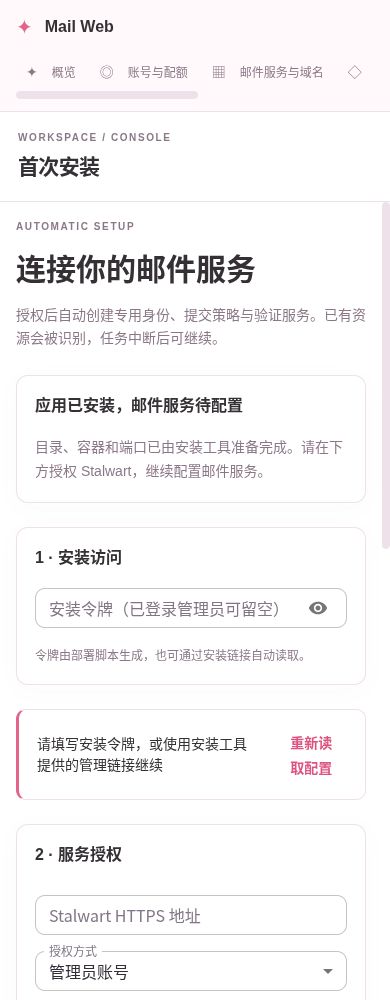 Mail Web
概览 账号与配额 邮件服务与域名
WORKSPACE / CONSOLE
首次安装
AUTOMATIC SETUP
连接你的邮件服务
授权后自动创建专用身份、提交策略与验证服务。已有资
源会被识别，任务中断后可继续。
应用已安装，邮件服务待配置
目录、容器和端口已由安装工具准备完成。请在下
方授权 Stalwart，继续配置邮件服务。
1 · 安装访问
安装令牌（已登录管理员可留空）
令牌由部署脚本生成，也可通过安装链接自动读取。
请填写安装令牌，或使用安装工具
提供的管理链接继续
重新读
取配置
2 · 服务授权
Stalwart HTTPS 地址
授权方式
管理员账号